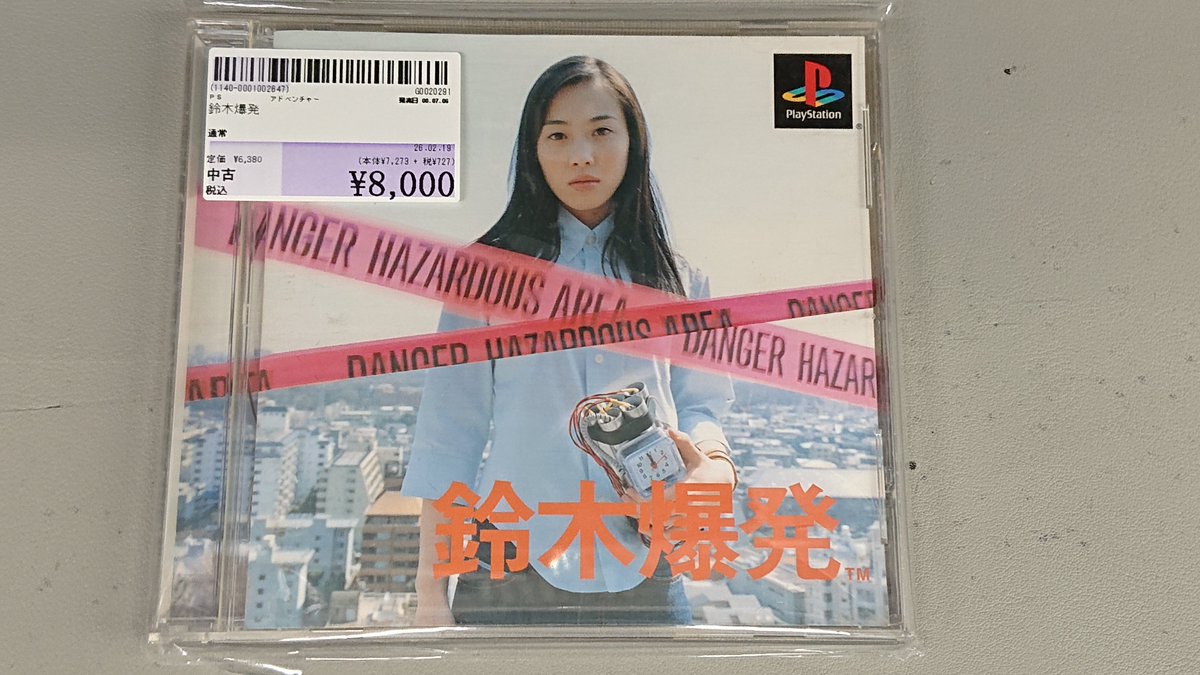 (1140-0001002647)
G0020291
PS アドベンチャー 発売日 00.07.06
鈴木爆発
通常
26.02.19
定価 ¥6,380 (本体¥7,273 + 税¥727)
中古
税込 ¥8,000
PlayStation
®
DANGER HAZARDOUS AREA DANGER HAZAR
AREA DANGER HAZARDOUS AREA DANGER
鈴木爆発
TM